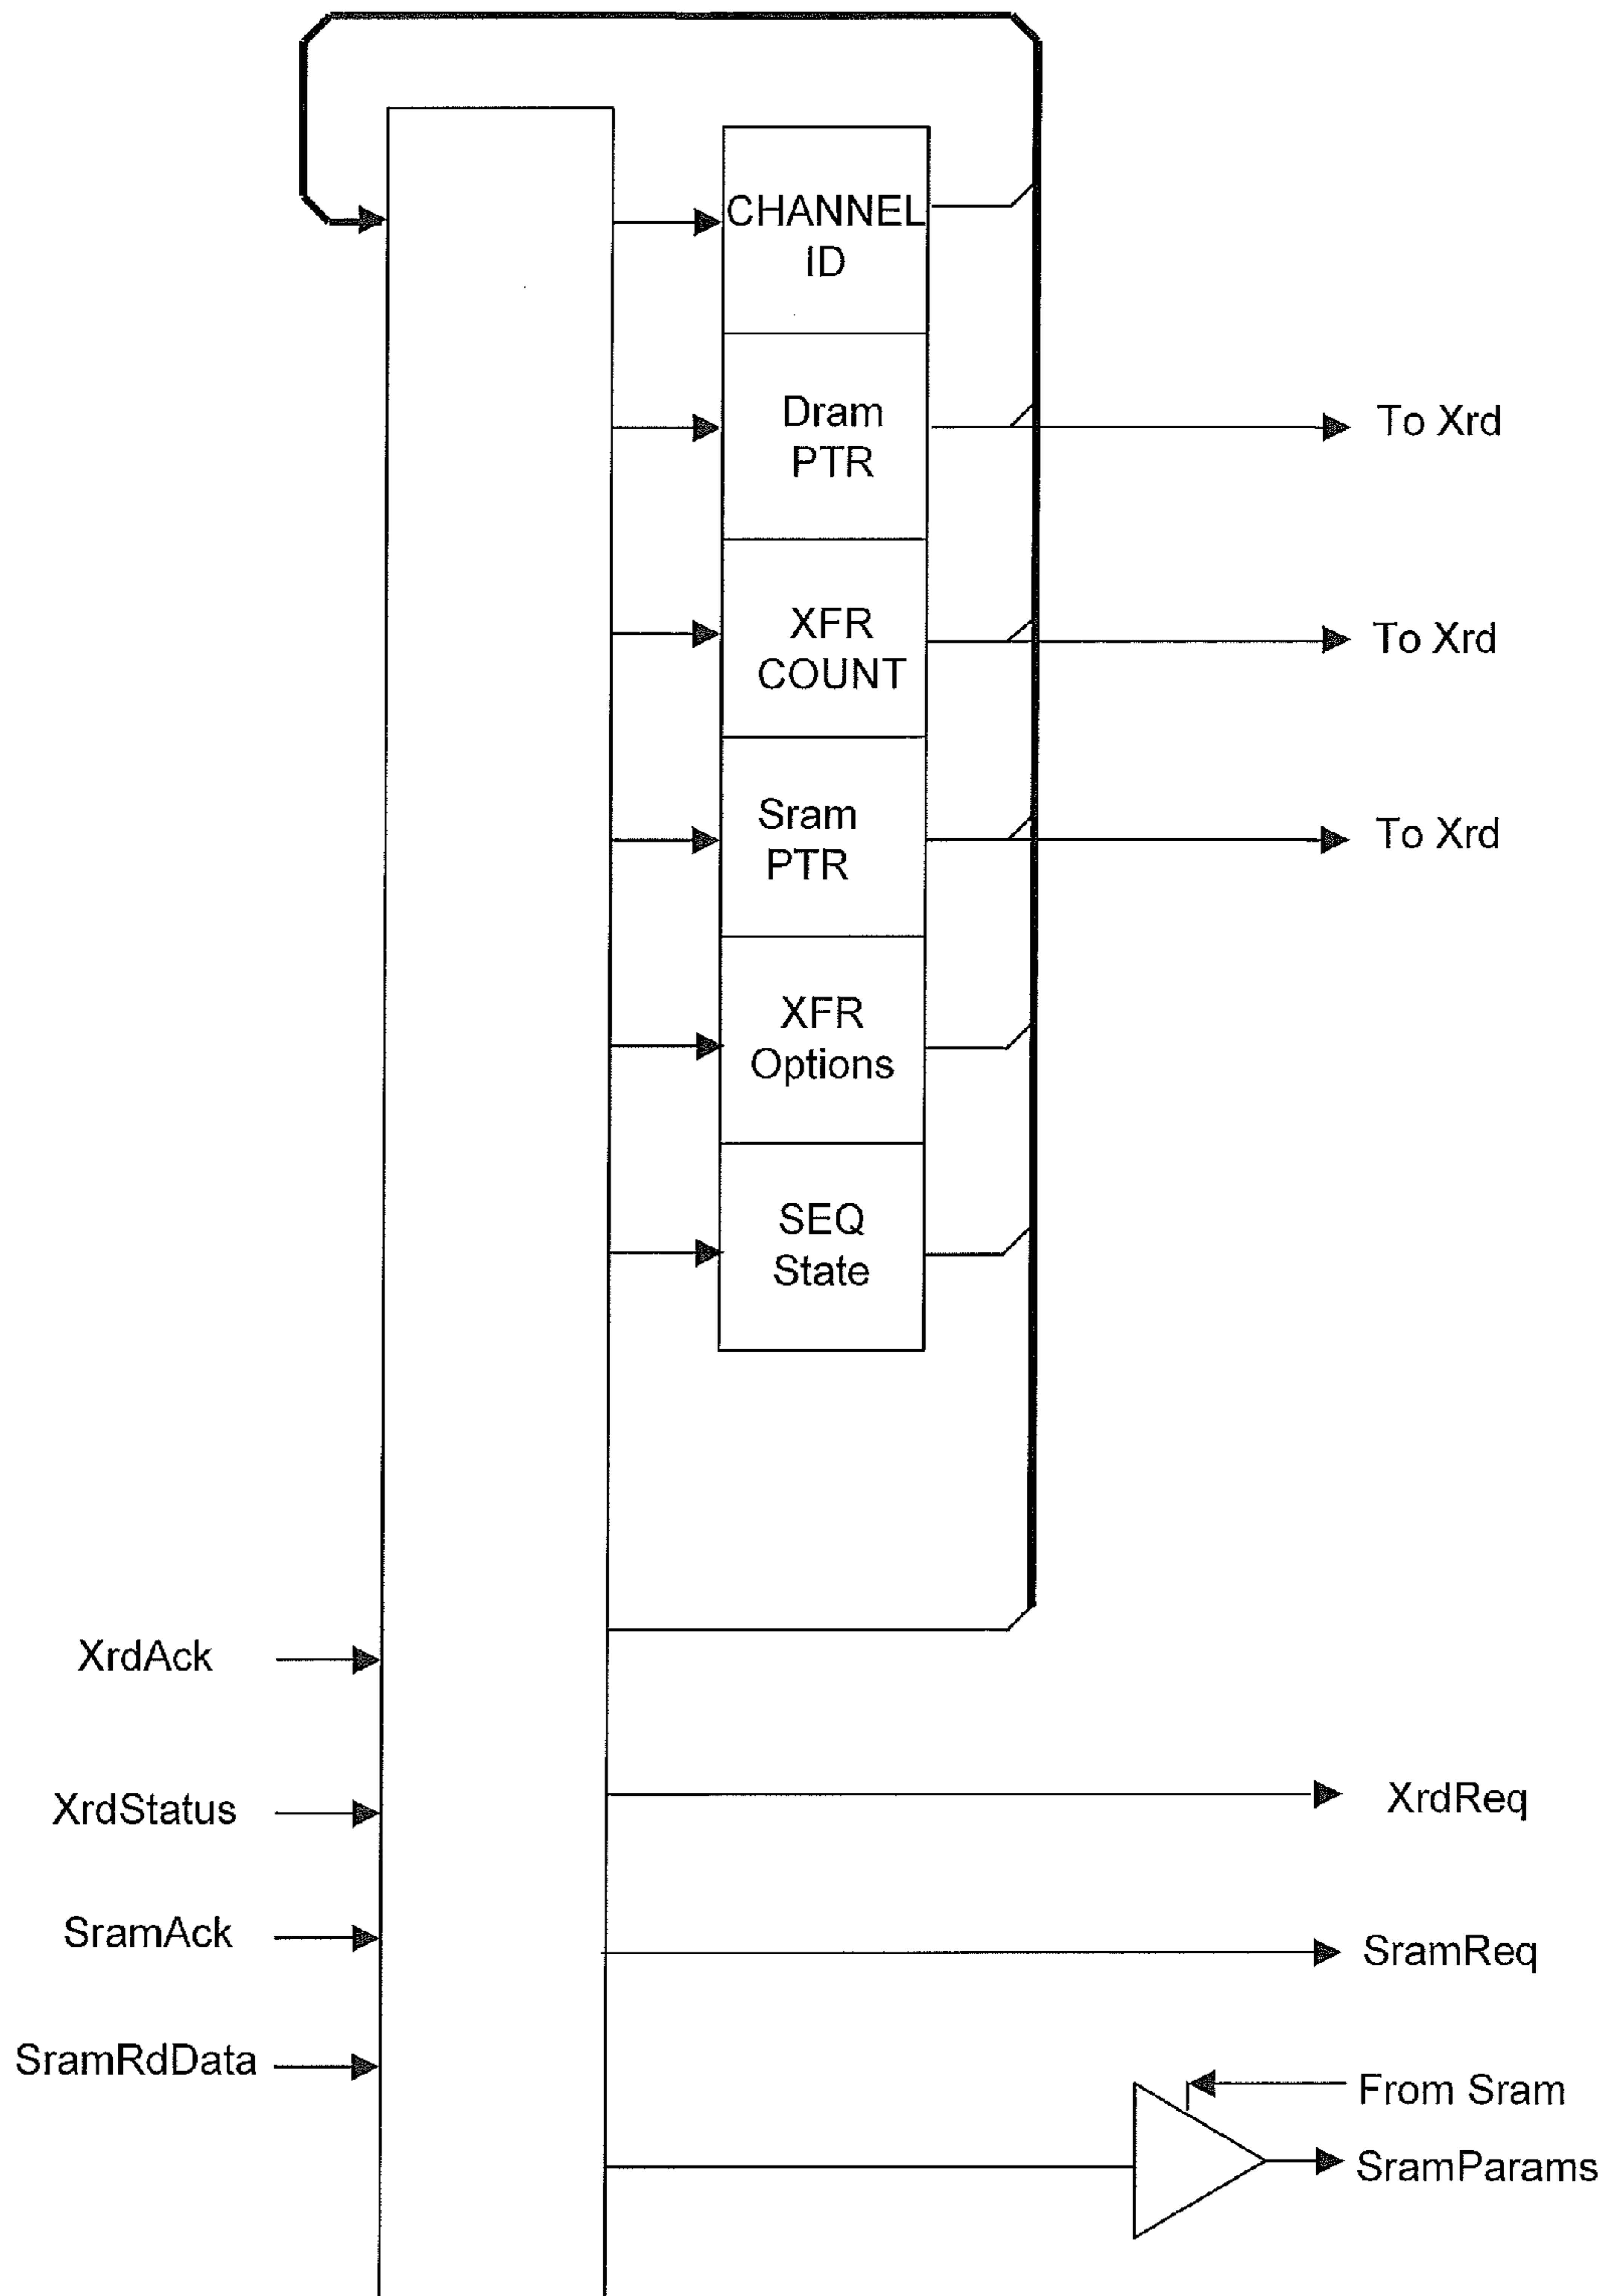 CHANNEL
ID
Dram
PTR
To Xrd
XFR
COUNT
To Xrd
Sram
PTR
To Xrd
XFR
Options
SEQ
State
XrdAck
XrdStatus
XrdReq
SramAck
SramReq
SramRdData
From Sram
SramParams